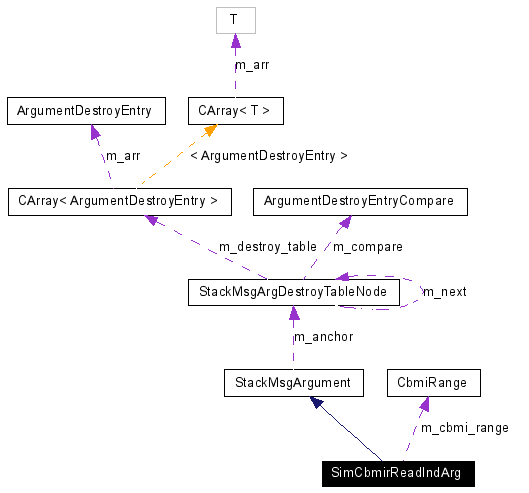 T
m_arr
ArgumentDestroyEntry
CArray< T >
m_arr
< ArgumentDestroyEntry >
CArray< ArgumentDestroyEntry >
ArgumentDestroyEntryCompare
m_destroy_table
m_compare
StackMsgArgDestroyTableNode
m_next
m_anchor
StackMsgArgument
CbmiRange
m_cbmi_range
SimCbmirReadIndArg